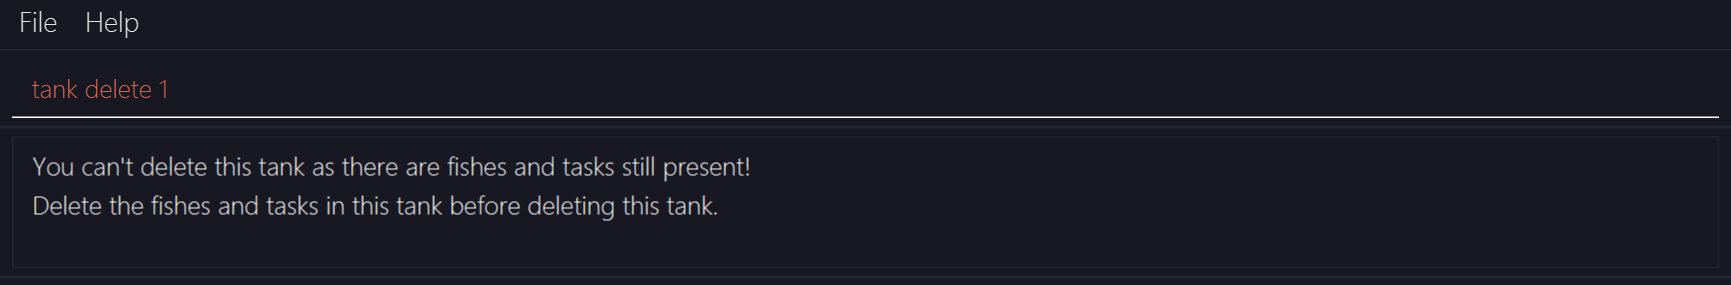 File Help
tank delete 1
You can't delete this tank as there are fishes and tasks still present!
Delete the fishes and tasks in this tank before deleting this tank.